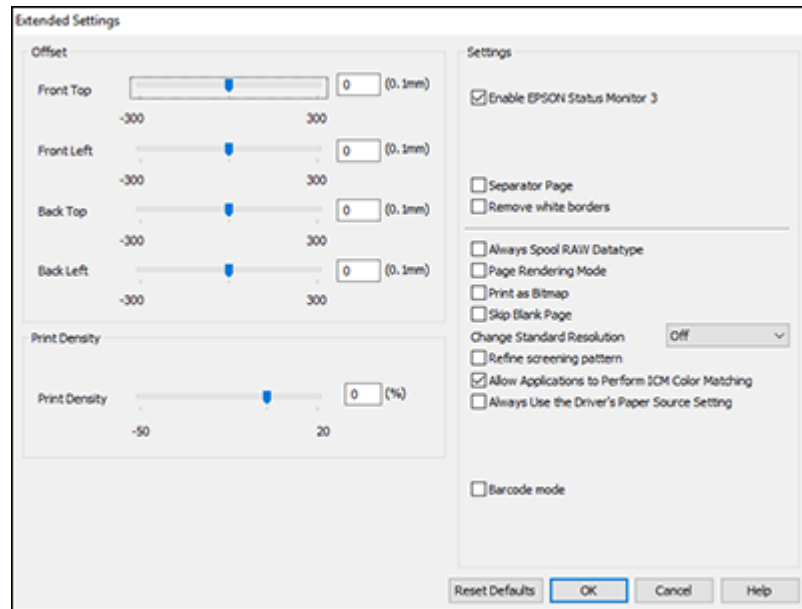 Extended Settings
Offset
Front Top
0
(0.1mm)
-300
300
Front Left
0
(0.1mm)
-300
300
Back Top
0
(0.1mm)
-300
300
Back Left
0
(0.1mm)
-300
300
Print Density
Print Density
0
(%)
-50
20
Settings
Enable EPSON Status Monitor 3
Separator Page
Remove white borders
Always Spool RAW Datatype
Page Rendering Mode
Print as Bitmap
Skip Blank Page
Change Standard Resolution
Off
Refine screening pattern
Allow Applications to Perform ICM Color Matching
Always Use the Driver's Paper Source Setting
Barcode mode
Reset Defaults
OK
Cancel
Help